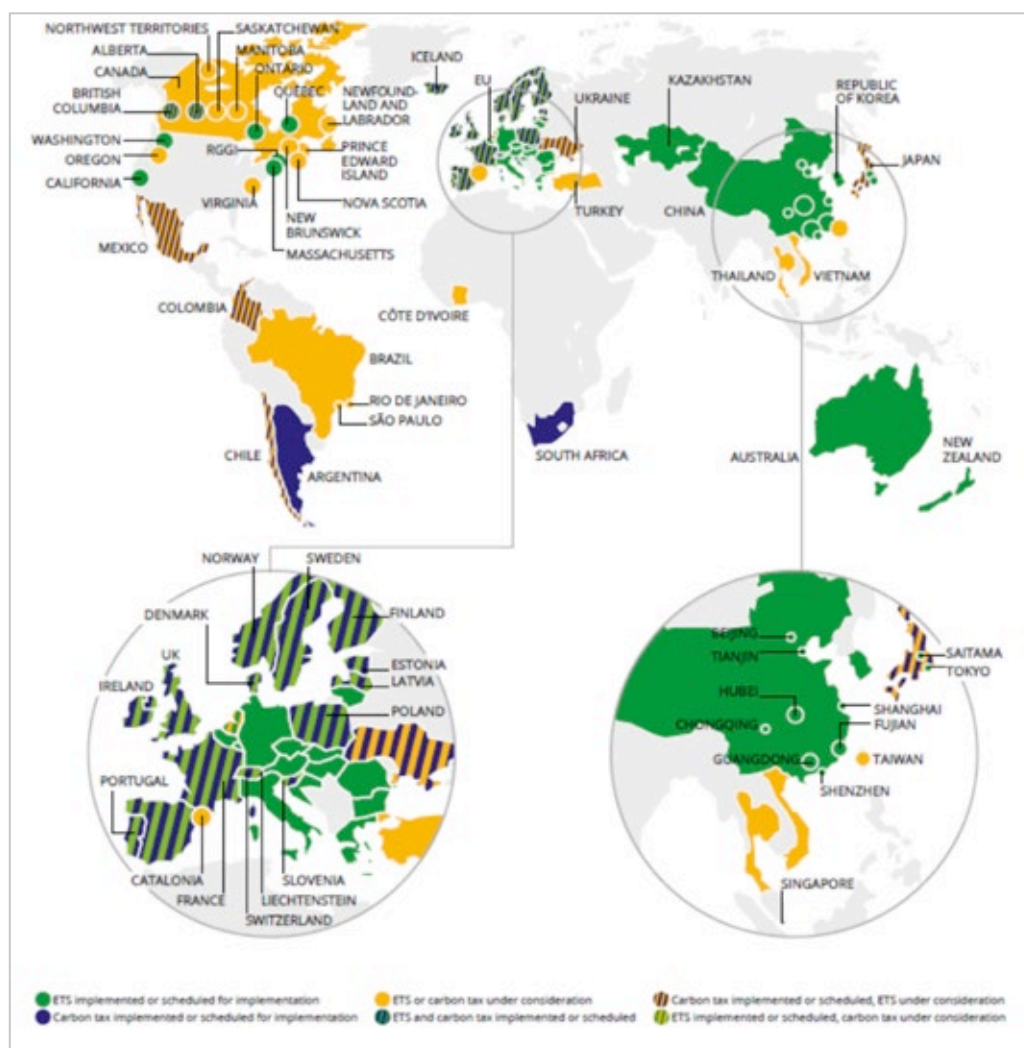 NORTHWEST TERRITORIES
SASKATCHEWAN
ALBERTA
MANITOBA
CANADA
ONTARIO
BRITISH
COLUMBIA
QUÉBEC
NEWFOUND-
LAND AND
LABRADOR
WASHINGTON
OREGON
RGGI
PRINCE
EDWARD
ISLAND
CALIFORNIA
VIRGINIA
NOVA SCOTIA
NEW
BRUNSWICK
MEXICO
MASSACHUSETTS
ICELAND
EU
UKRAINE
KAZAKHSTAN
REPUBLIC
OF KOREA
JAPAN
TURKEY
CHINA
THAILAND
VIETNAM
COLOMBIA
CÔTE D'IVOIRE
BRAZIL
RIO DE JANEIRO
SÃO PAULO
CHILE
ARGENTINA
SOUTH AFRICA
AUSTRALIA
NEW
ZEALAND
NORWAY
SWEDEN
DENMARK
FINLAND
UK
IRELAND
ESTONIA
LATVIA
POLAND
PORTUGAL
CATALONIA
SLOVENIA
FRANCE
LIECHTENSTEIN
SWITZERLAND
BEIJING
TIANJIN
SAITAMA
TOKYO
HUBEI
SHANGHAI
CHONGQING
FUJIAN
GUANGDONG
TAIWAN
SHENZHEN
SINGAPORE
ETS implemented or scheduled for implementation
ETS or carbon tax under consideration
Carbon tax implemented or scheduled, ETS under consideration
Carbon tax implemented or scheduled for implementation
ETS and carbon tax implemented or scheduled
ETS implemented or scheduled, carbon tax under consideration